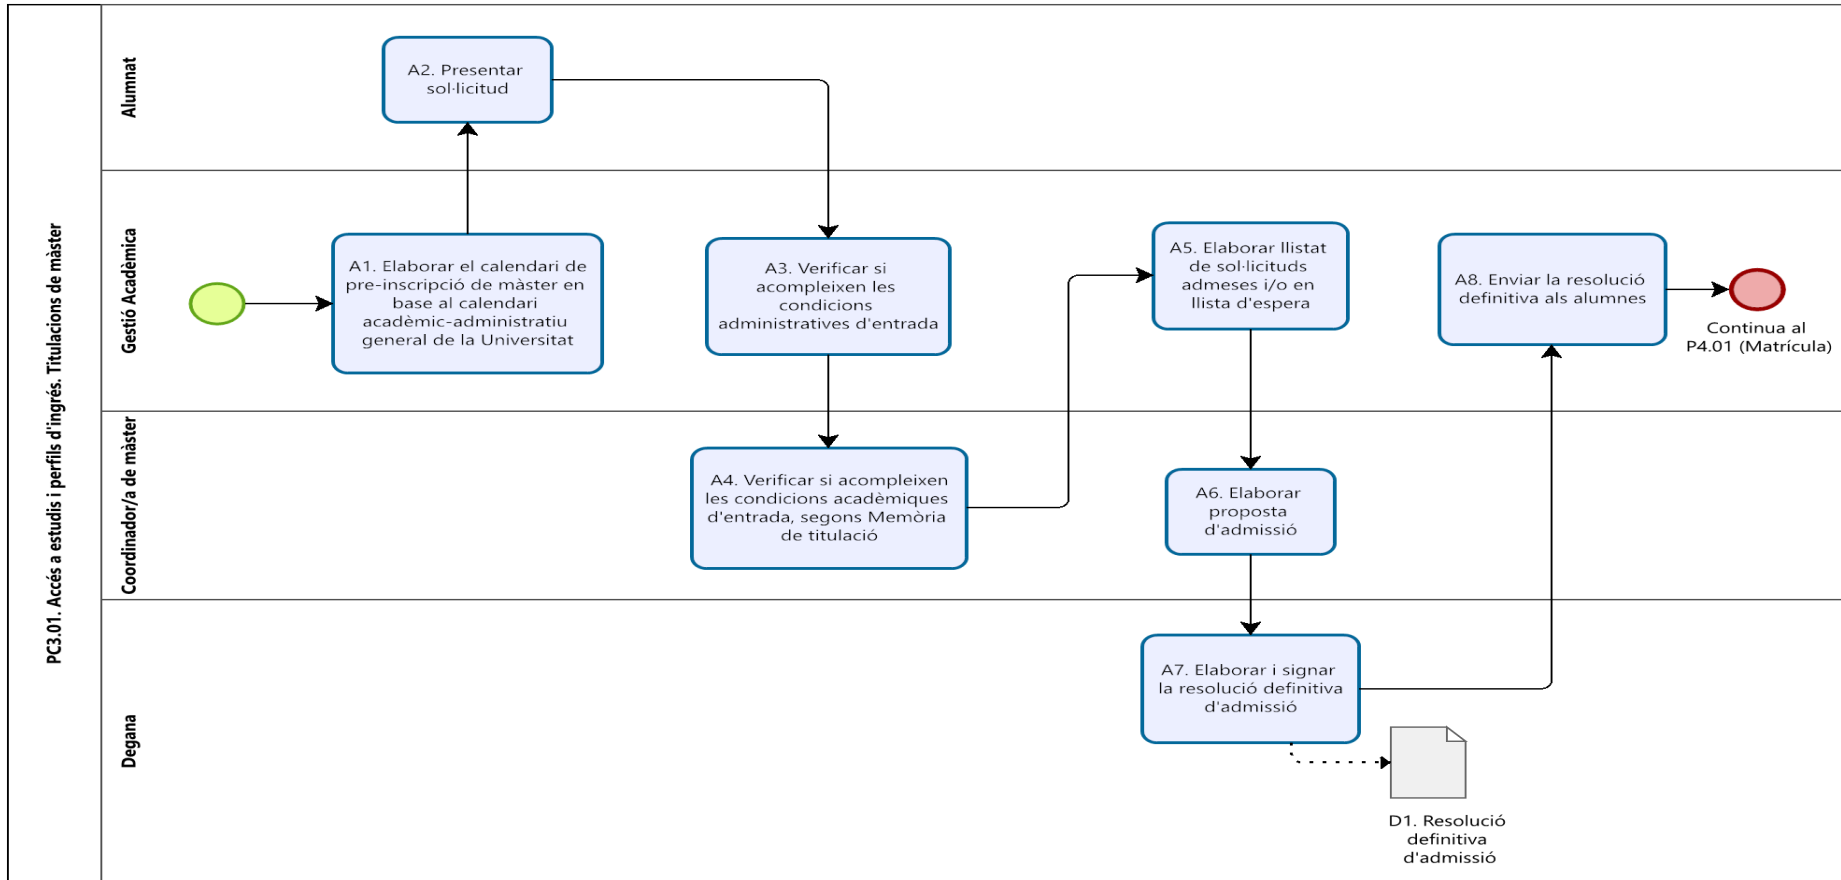 PC3.01. Accés a estudis i perfils d'ingrés. Titulacions de màster
Alumnat
A2. Presentar
sol·licitud
Gestió Acadèmica
A1. Elaborar el calendari de
pre-inscripció de màster en
base al calendari
acadèmic-administratiu
general de la Universitat
A3. Verificar si
acompleixen les
condicions
administratives d'entrada
A5. Elaborar llistat
de sol·licituds
admeses i/o en
llista d'espera
A8. Enviar la resolució
definitiva als alumnes
Continua al
P4.01 (Matrícula)
Coordinador/a de màster
A4. Verificar si acompleixen
les condicions acadèmiques
d'entrada, segons Memòria
de titulació
A6. Elaborar
proposta
d'admissió
Degana
A7. Elaborar i signar
la resolució definitiva
d'admissió
D1. Resolució
definitiva
d'admissió